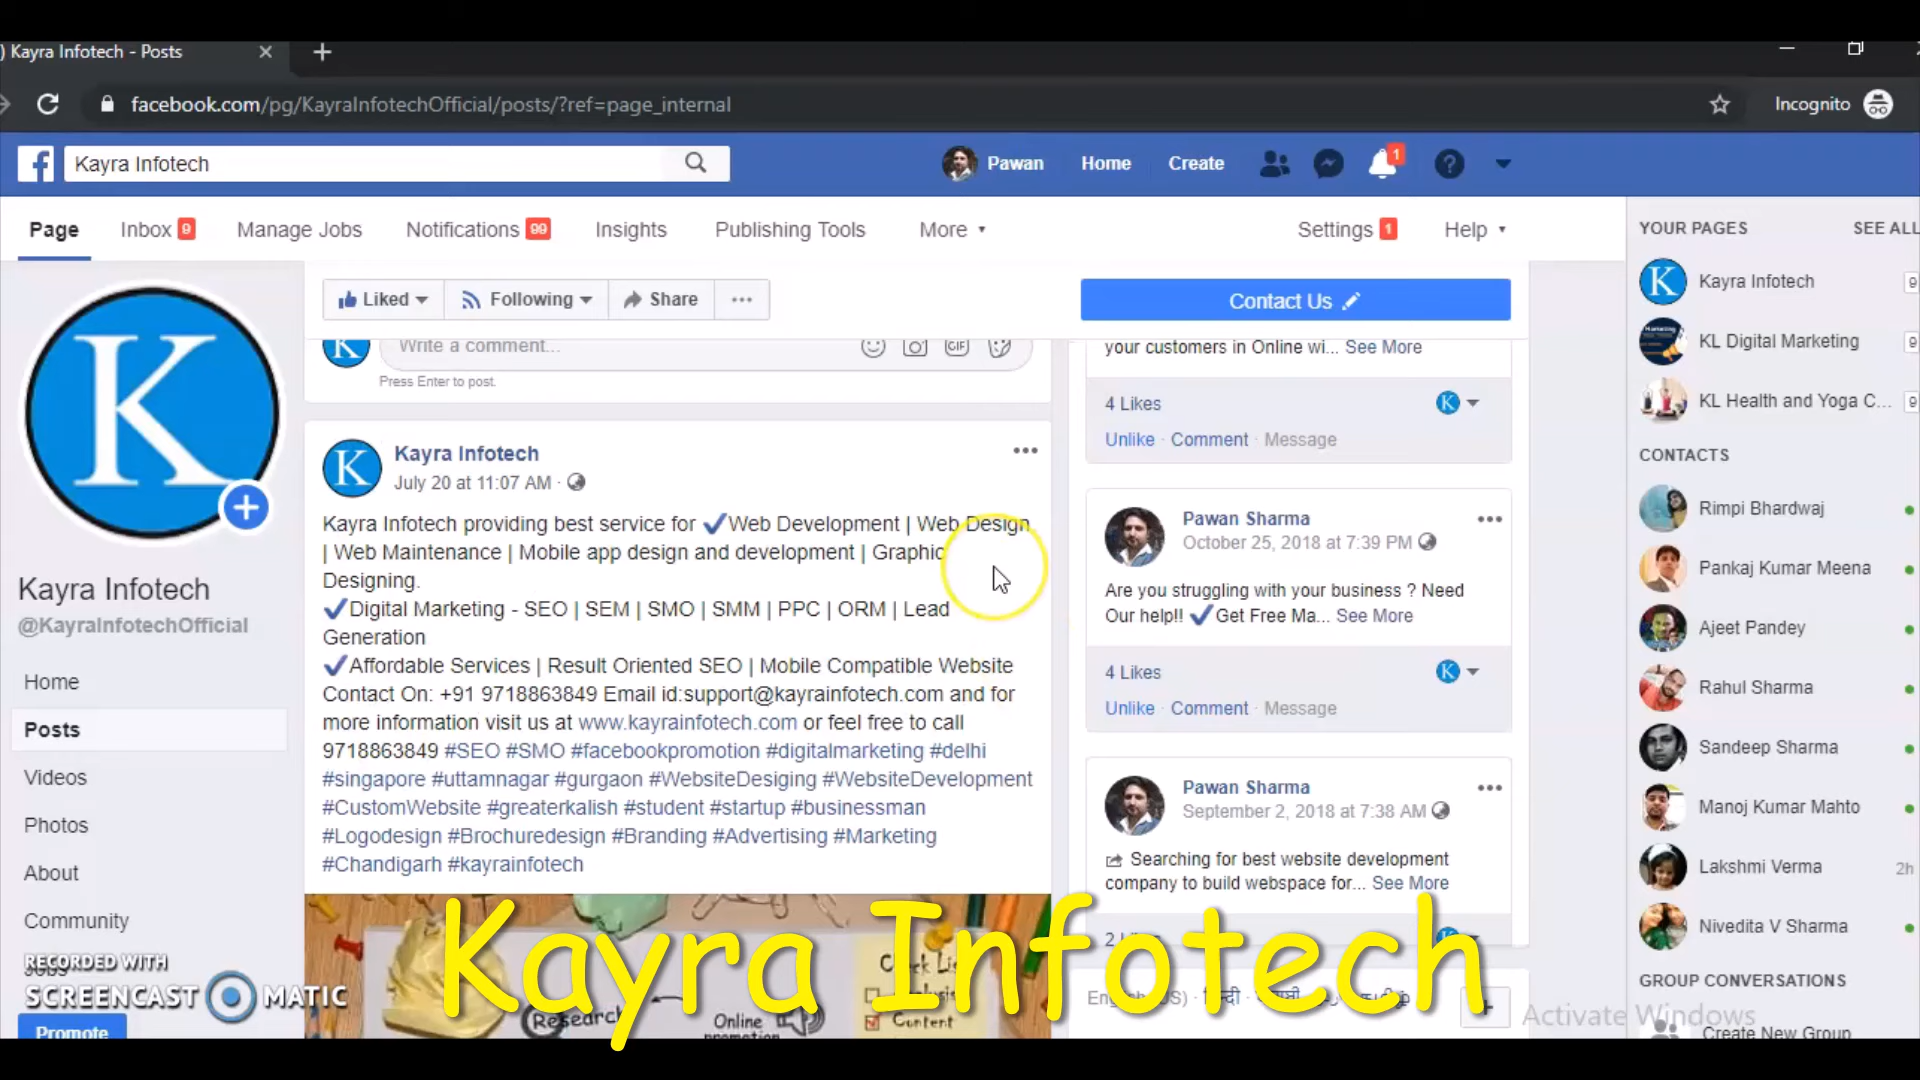 ) Kayra Infotech - Posts
facebook.com/pg/KayraInfotechOfficial/posts/?ref=page_internal
Incognito
Kayra Infotech
Pawan
Home
Create
1
Page
Inbox 9
Manage Jobs
Notifications 99
Insights
Publishing Tools
More
Settings 1
Help
K
Kayra Infotech
@KayraInfotechOfficial
Home
Posts
Videos
Photos
About
Community
Jobs
Promote
RECORDED WITH
SCREENCAST MATIC
Liked
Following
Share
Contact Us
K
Write a comment...
GIF
Press Enter to post.
K
Kayra Infotech
July 20 at 11:07 AM ·
Kayra Infotech providing best service for ✔Web Development | Web Design
| Web Maintenance | Mobile app design and development | Graphic
Designing.
✔Digital Marketing - SEO | SEM | SMO | SMM | PPC | ORM | Lead
Generation
✔Affordable Services | Result Oriented SEO | Mobile Compatible Website
Contact On: +91 9718863849 Email id:support@kayrainfotech.com and for
more information visit us at www.kayrainfotech.com or feel free to call
9718863849 #SEO #SMO #facebookpromotion #digitalmarketing #delhi
#singapore #uttamnagar #gurgaon #WebsiteDesiging #WebsiteDevelopment
#CustomWebsite #greaterkalish #student #startup #businessman
#Logodesign #Brochuredesign #Branding #Advertising #Marketing
#Chandigarh #kayrainfotech
Research
Online
promotion
Check List
Content
Kayra Infotech
your customers in Online wi... See More
4 Likes
K
Unlike · Comment · Message
Pawan Sharma
October 25, 2018 at 7:39 PM
Are you struggling with your business ? Need
Our help!! ✔Get Free Ma... See More
4 Likes
K
Unlike · Comment · Message
Pawan Sharma
September 2, 2018 at 7:38 AM
Searching for best website development
company to build webspace for... See More
2 Likes
English (US) · हिन्दी
YOUR PAGES
SEE ALL
K
Kayra Infotech
9
KL Digital Marketing
9
KL Health and Yoga C...
9
CONTACTS
Rimpi Bhardwaj
Pankaj Kumar Meena
Ajeet Pandey
Rahul Sharma
Sandeep Sharma
Manoj Kumar Mahto
Lakshmi Verma
2h
Nivedita V Sharma
GROUP CONVERSATIONS
Activate Windows
Create New Group